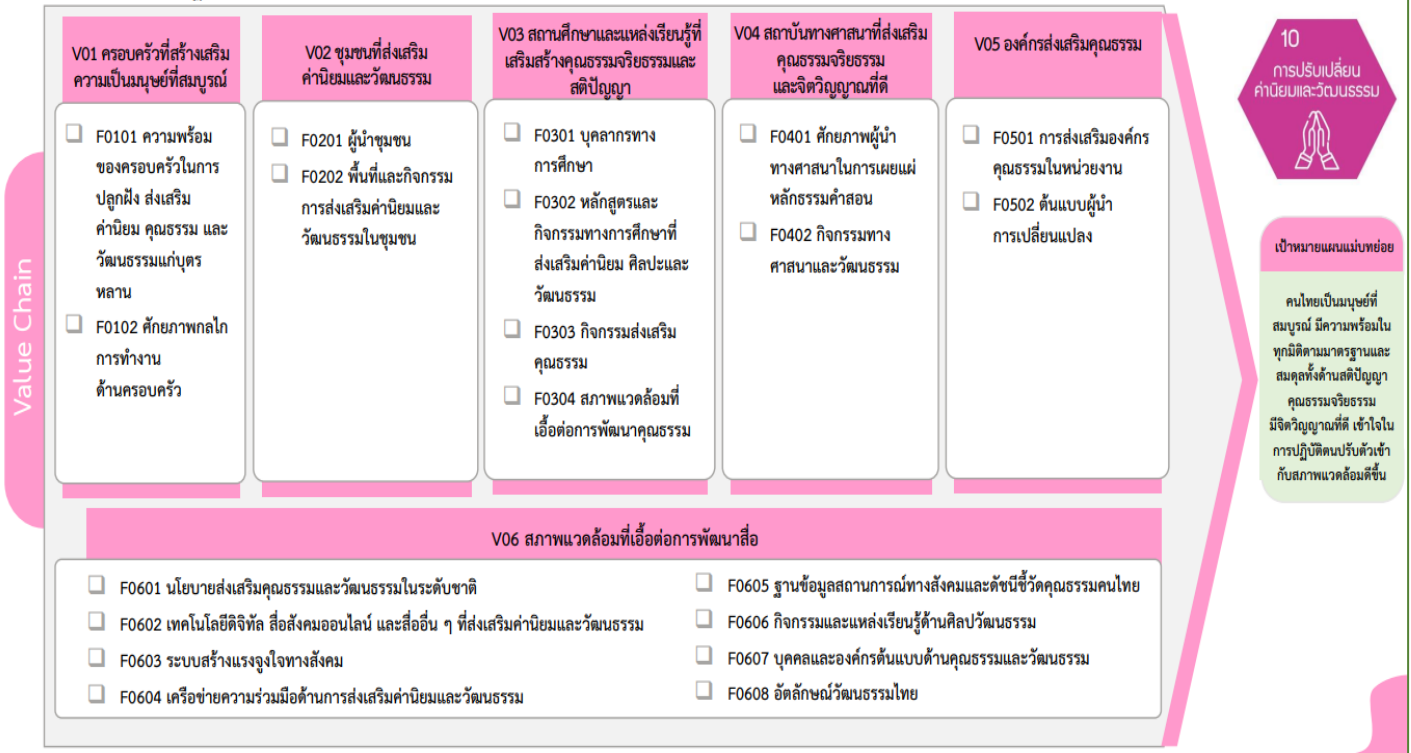 V01 ครอบครัวที่สร้างเสริม
ความเป็นมนุษย์ที่สมบูรณ์
F0101 ความพร้อม
ของครอบครัวในการ
ปลูกฝัง ส่งเสริม
ค่านิยม คุณธรรม และ
วัฒนธรรมแก่บุตร
หลาน
F0102 ศักยภาพกลไก
การทำงาน
ด้านครอบครัว
V02 ชุมชนที่ส่งเสริม
ค่านิยมและวัฒนธรรม
F0201 ผู้นำชุมชน
F0202 พื้นที่และกิจกรรม
การส่งเสริมค่านิยมและ
วัฒนธรรมในชุมชน
V03 สถานศึกษาและแหล่งเรียนรู้ที่
เสริมสร้างคุณธรรมจริยธรรมและ
สติปัญญา
F0301 บุคลากรทาง
การศึกษา
F0302 หลักสูตรและ
กิจกรรมทางการศึกษาที่
ส่งเสริมค่านิยม ศิลปะและ
วัฒนธรรม
F0303 กิจกรรมส่งเสริม
คุณธรรม
F0304 สภาพแวดล้อมที่
เอื้อต่อการพัฒนาคุณธรรม
V04 สถาบันทางศาสนาที่ส่งเสริม
คุณธรรมจริยธรรม
และจิตวิญญาณที่ดี
F0401 ศักยภาพผู้นำ
ทางศาสนาในการเผยแผ่
หลักธรรมคำสอน
F0402 กิจกรรมทาง
ศาสนาและวัฒนธรรม
V05 องค์กรส่งเสริมคุณธรรม
F0501 การส่งเสริมองค์กร
คุณธรรมในหน่วยงาน
F0502 ต้นแบบผู้นำ
การเปลี่ยนแปลง
Value Chain
V06 สภาพแวดล้อมที่เอื้อต่อการพัฒนาสื่อ
F0601 นโยบายส่งเสริมคุณธรรมและวัฒนธรรมในระดับชาติ
F0602 เทคโนโลยีดิจิทัล สื่อสังคมออนไลน์ และสื่ออื่น ๆ ที่ส่งเสริมค่านิยมและวัฒนธรรม
F0603 ระบบสร้างแรงจูงใจทางสังคม
F0604 เครือข่ายความร่วมมือด้านการส่งเสริมค่านิยมและวัฒนธรรม
F0605 ฐานข้อมูลสถานการณ์ทางสังคมและดัชนีชี้วัดคุณธรรมคนไทย
F0606 กิจกรรมและแหล่งเรียนรู้ด้านศิลปวัฒนธรรม
F0607 บุคคลและองค์กรต้นแบบด้านคุณธรรมและวัฒนธรรม
F0608 อัตลักษณ์วัฒนธรรมไทย
10
การปรับเปลี่ยน
ค่านิยมและวัฒนธรรม
เป้าหมายแผนแม่บทย่อย
คนไทยเป็นมนุษย์ที่
สมบูรณ์ มีความพร้อมใน
ทุกมิติตามมาตรฐานและ
สมดุลทั้งด้านสติปัญญา
คุณธรรมจริยธรรม
มีจิตวิญญาณที่ดี เข้าใจใน
การปฏิบัติตนปรับตัวเข้า
กับสภาพแวดล้อมดีขึ้น